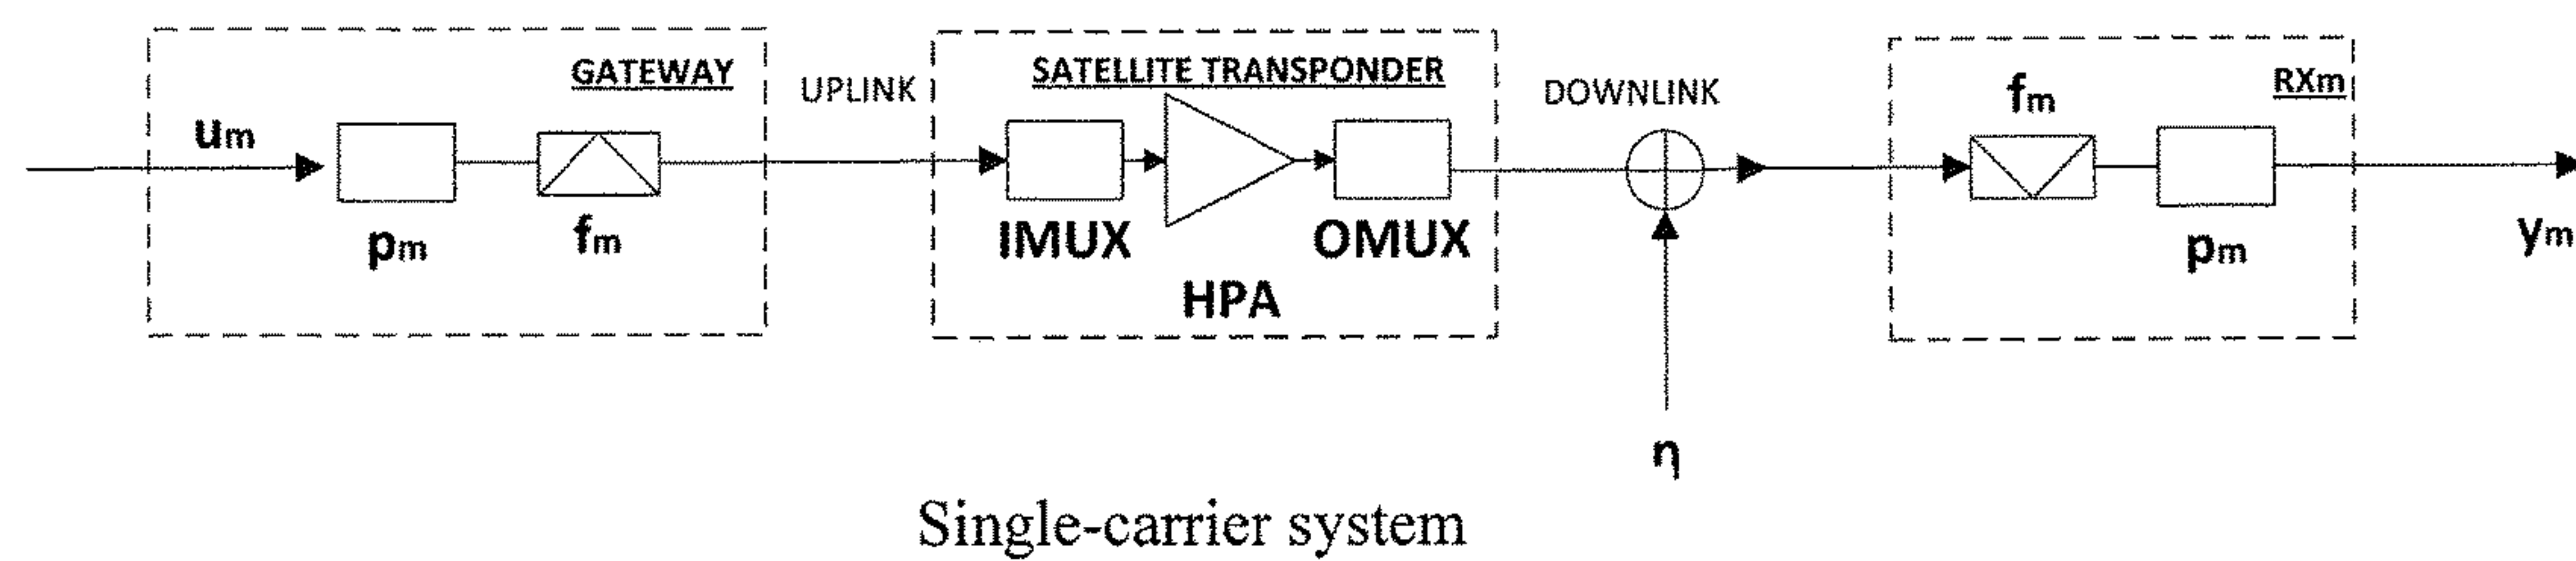 GATEWAY
um
pm
fm
UPLINK
SATELLITE TRANSPONDER
IMUX
HPA
OMUX
DOWNLINK
η
RXm
fm
pm
ym
Single-carrier system